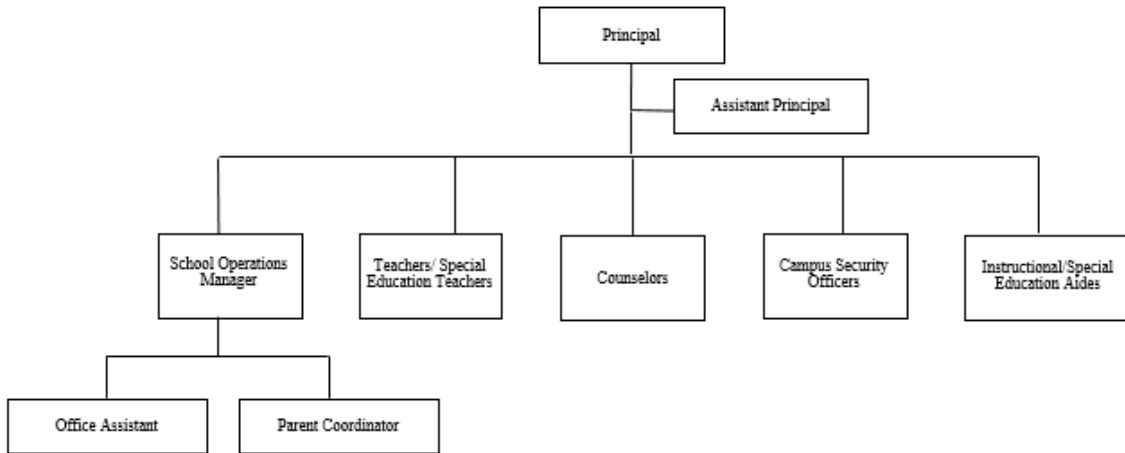 Principal
Assistant Principal
School Operations
Manager
Teachers/ Special
Education Teachers
Counselors
Campus Security
Officers
Instructional/Special
Education Aides
Office Assistant
Parent Coordinator